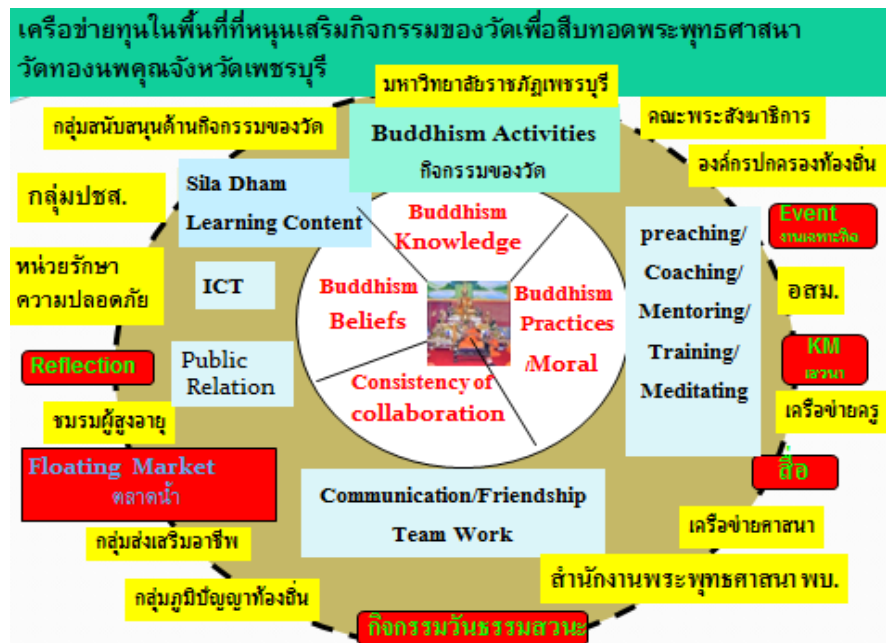 เครือข่ายทุนในพื้นที่ที่หนุนเสริมกิจกรรมของวัดเพื่อสืบทอดพระพุทธศาสนา
วัดทองนพคุณจังหวัดเพชรบุรี
มหาวิทยาลัยราชภัฏเพชรบุรี
กลุ่มสนับสนุนด้านกิจกรรมของวัด
คณะพระสังฆาธิการ
Buddhism Activities
กิจกรรมของวัด
องค์กรปกครองท้องถิ่น
กลุ่มปชส.
Sila Dham
Learning Content
Buddhism
Knowledge
Event
งานเฉพาะกิจ
preaching/
Coaching/
Mentoring/
Training/
Meditating
หน่วยรักษา
ความปลอดภัย
ICT
Buddhism
Beliefs
Buddhism
Practices
/Moral
อสม.
Reflection
Public
Relation
Consistency of
collaboration
KM
เสวนา
เครือข่ายครู
ชมรมผู้สูงอายุ
Floating Market
ตลาดน้ำ
สื่อ
Communication/Friendship
Team Work
เครือข่ายศาสนา
กลุ่มส่งเสริมอาชีพ
สำนักงานพระพุทธศาสนา พบ.
กลุ่มภูมิปัญญาท้องถิ่น
กิจกรรมวันธรรมสวนะ